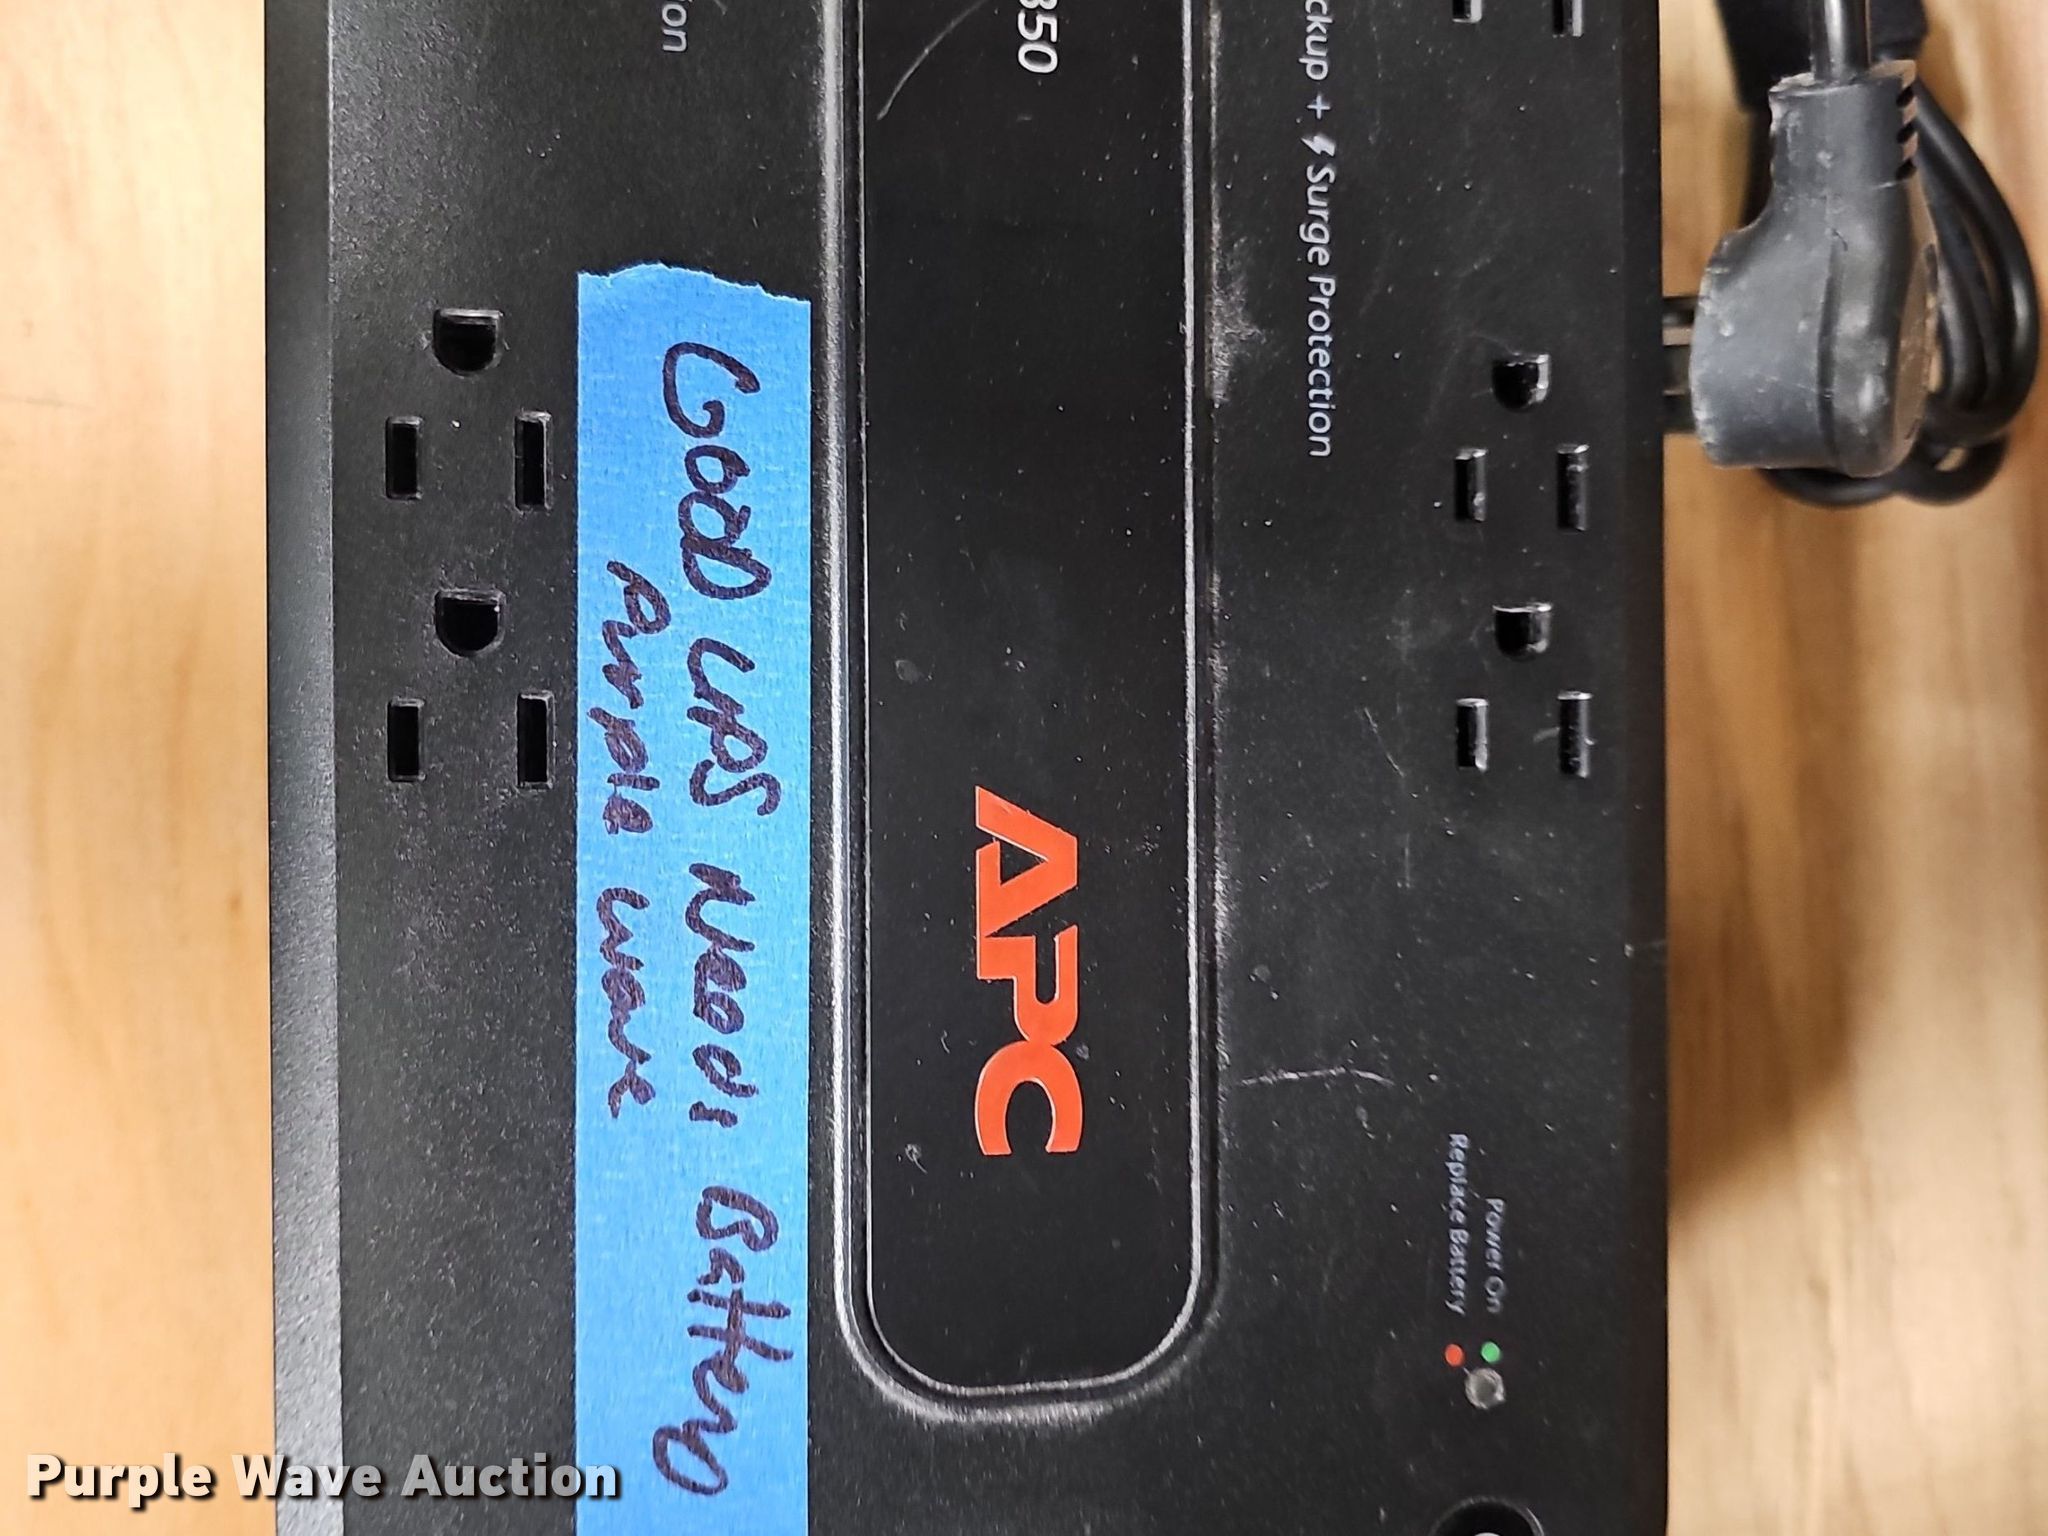 ion
GOOD UPS Needs Battery
Purple wave
350
APC
ckup + Surge Protection
Power On
Replace Battery
Purple Wave Auction